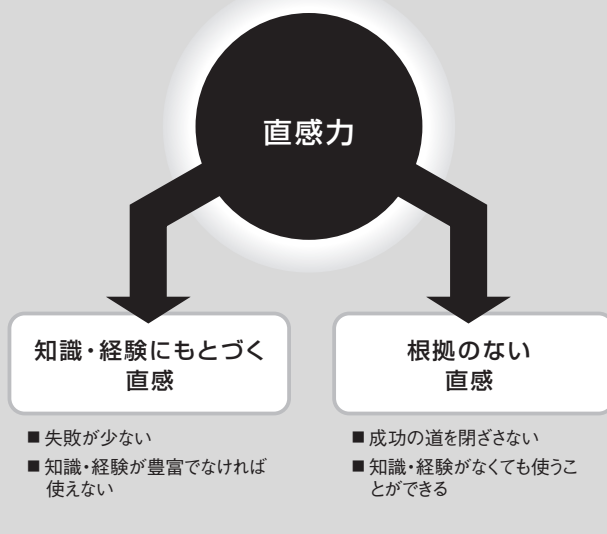 直感力
知識・経験にもとづく
直感
■ 失敗が少ない
■ 知識・経験が豊富でなければ
使えない
根拠のない
直感
■ 成功の道を閉ざさない
■ 知識・経験がなくても使うこ
とができる